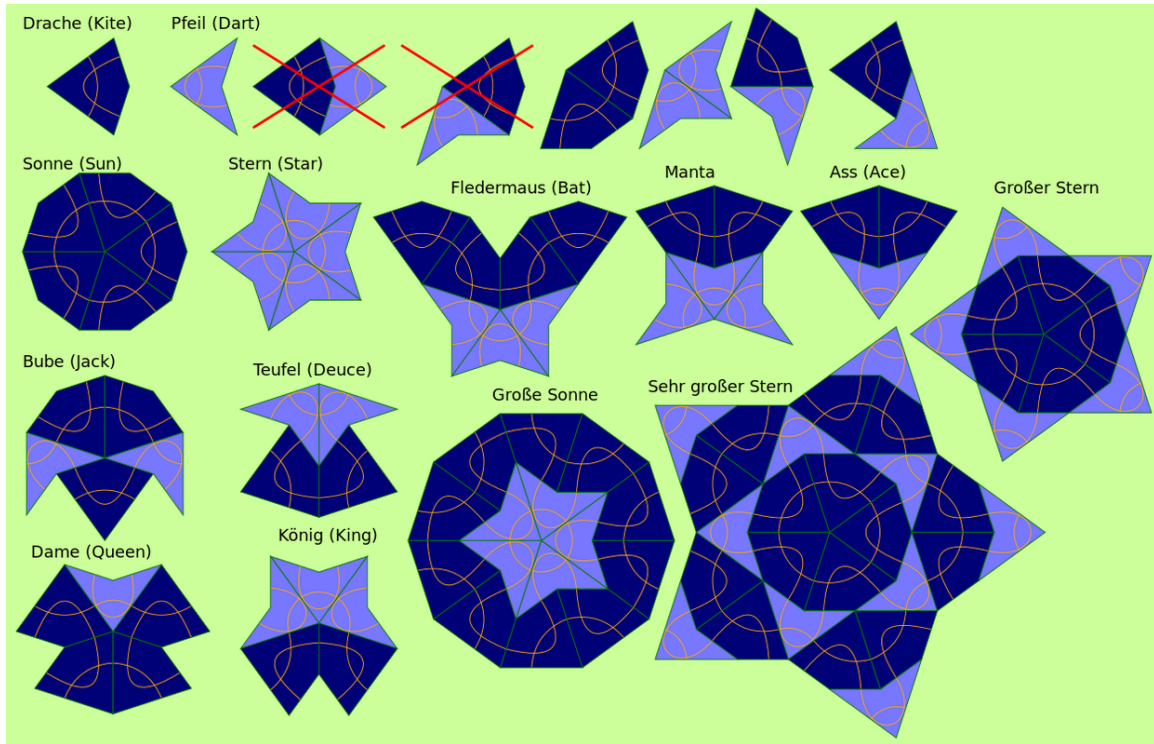 Drache (Kite)
Pfeil (Dart)
Sonne (Sun)
Stern (Star)
Fledermaus (Bat)
Manta
Ass (Ace)
Großer Stern
Bube (Jack)
Teufel (Deuce)
Große Sonne
Sehr großer Stern
Dame (Queen)
König (King)